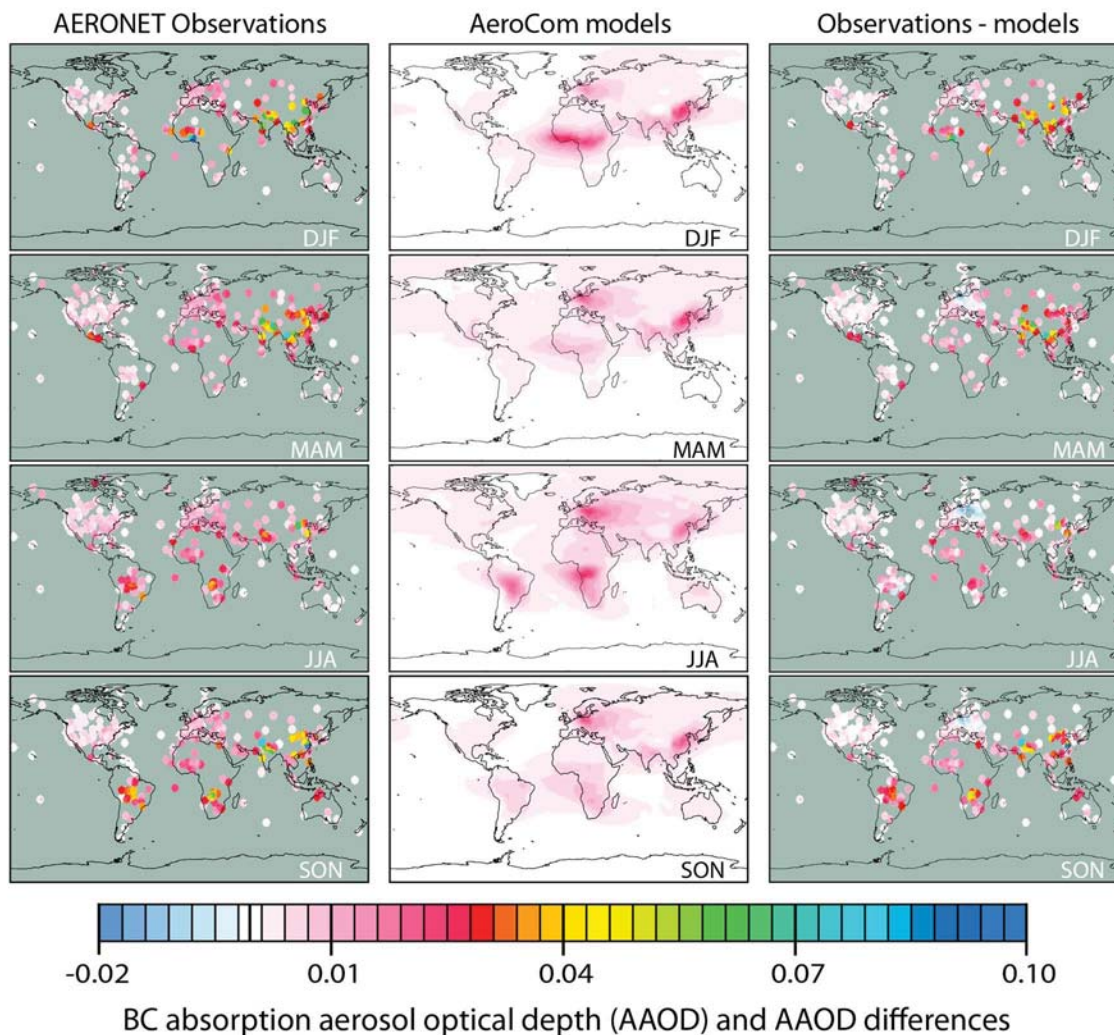 AERONET Observations
AeroCom models
Observations - models
DJF
DJF
DJF
MAM
MAM
MAM
JJA
JJA
JJA
SON
SON
SON
-0.02 0.01 0.04 0.07 0.10
BC absorption aerosol optical depth (AAOD) and AAOD differences